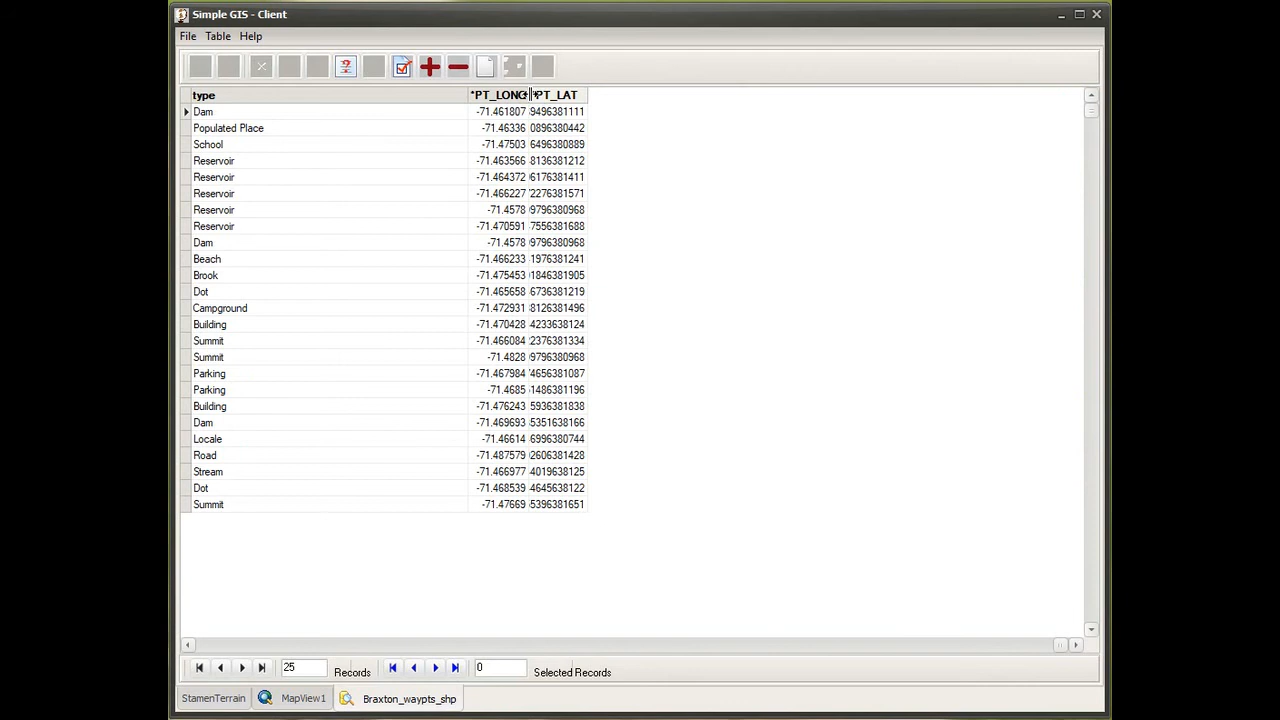 Simple GIS - Client
File Table Help
type *PT_LONG *PT_LAT
Dam -71.461807 9496381111
Populated Place -71.46336 0896380442
School -71.47503 6496380889
Reservoir -71.463566 8136381212
Reservoir -71.464372 06176381411
Reservoir -71.466227 72276381571
Reservoir -71.4578 9796380968
Reservoir -71.470591 7556381688
Dam -71.4578 9796380968
Beach -71.466233 1976381241
Brook -71.475453 01846381905
Dot -71.465658 6736381219
Campground -71.472931 8126381496
Building -71.470428 4233638124
Summit -71.466084 2376381334
Summit -71.4828 9796380968
Parking -71.467984 4656381087
Parking -71.4685 1486381196
Building -71.476243 5936381838
Dam -71.469693 5351638166
Locale -71.46614 6996380744
Road -71.487579 2606381428
Stream -71.466977 4019638125
Dot -71.468539 4645638122
Summit -71.47669 5396381651
25 Records 0 Selected Records
StamenTerrain MapView1 Braxton_waypts_shp